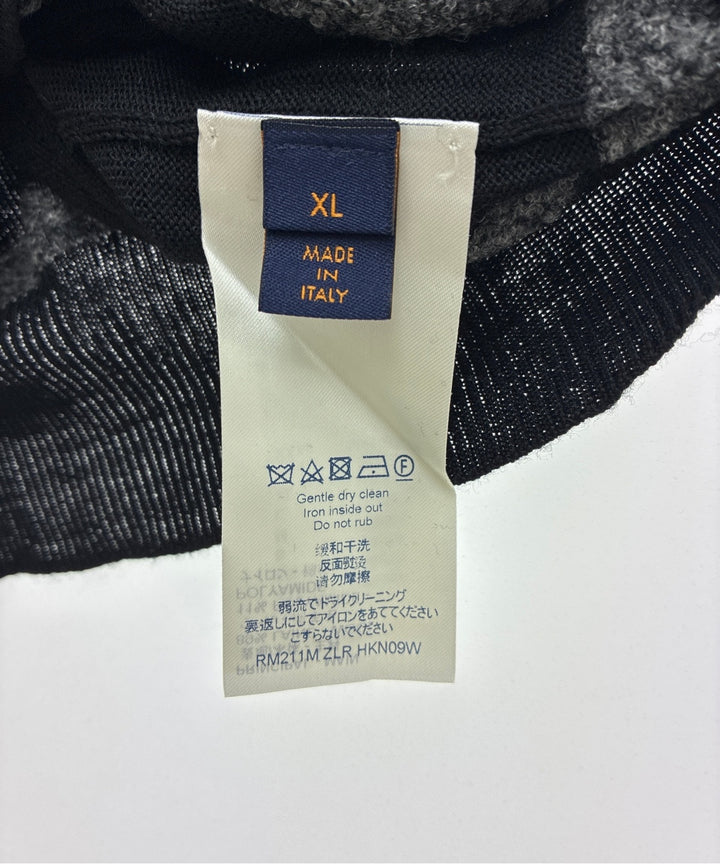 XL
MADE
IN
ITALY
Gentle dry clean
Iron inside out
Do not rub
缓和干洗
反面熨烫
请勿摩擦
弱流でドライクリーニング
裏返しにしてアイロンをあててください
こすらないでください
RM211M ZLR HKN09W